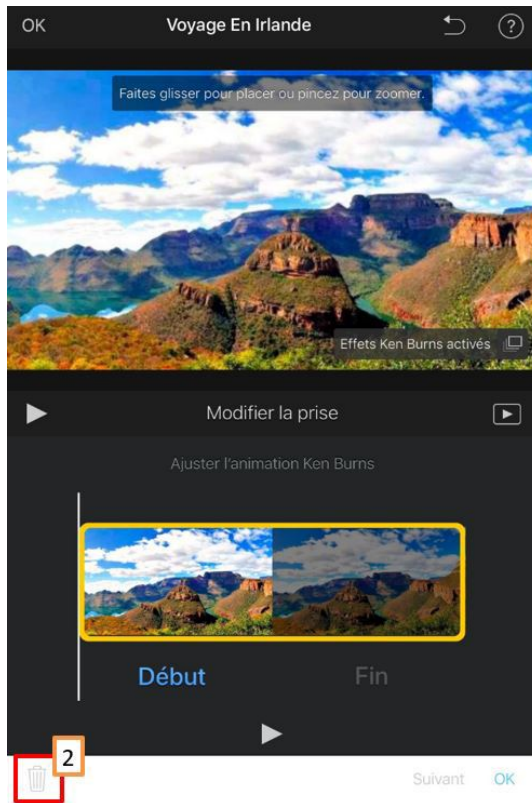 OK Voyage En Irlande ?
Faites glisser pour placer ou pincez pour zoomer.
Effets Ken Burns activés
Modifier la prise
Ajuster l'animation Ken Burns
Début Fin
2
Suivant OK